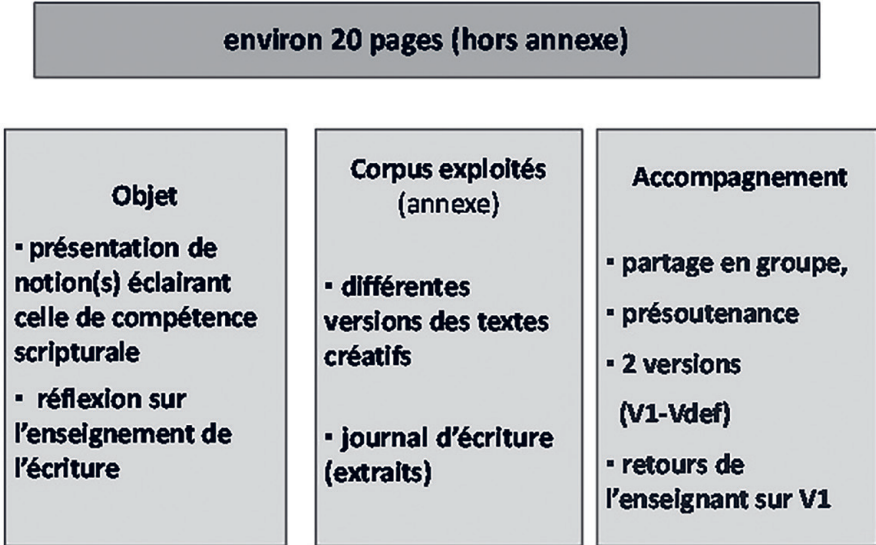 environ 20 pages (hors annexe)
Objet
▪ présentation de
notion(s) éclairant
celle de compétence
scripturale
▪ réflexion sur
l'enseignement de
l'écriture
Corpus exploités
(annexe)
▪ différentes
versions des textes
créatifs
▪ journal d'écriture
(extraits)
Accompagnement
▪ partage en groupe,
▪ présoutenance
▪ 2 versions
(V1-Vdef)
▪ retours de
l'enseignant sur V1